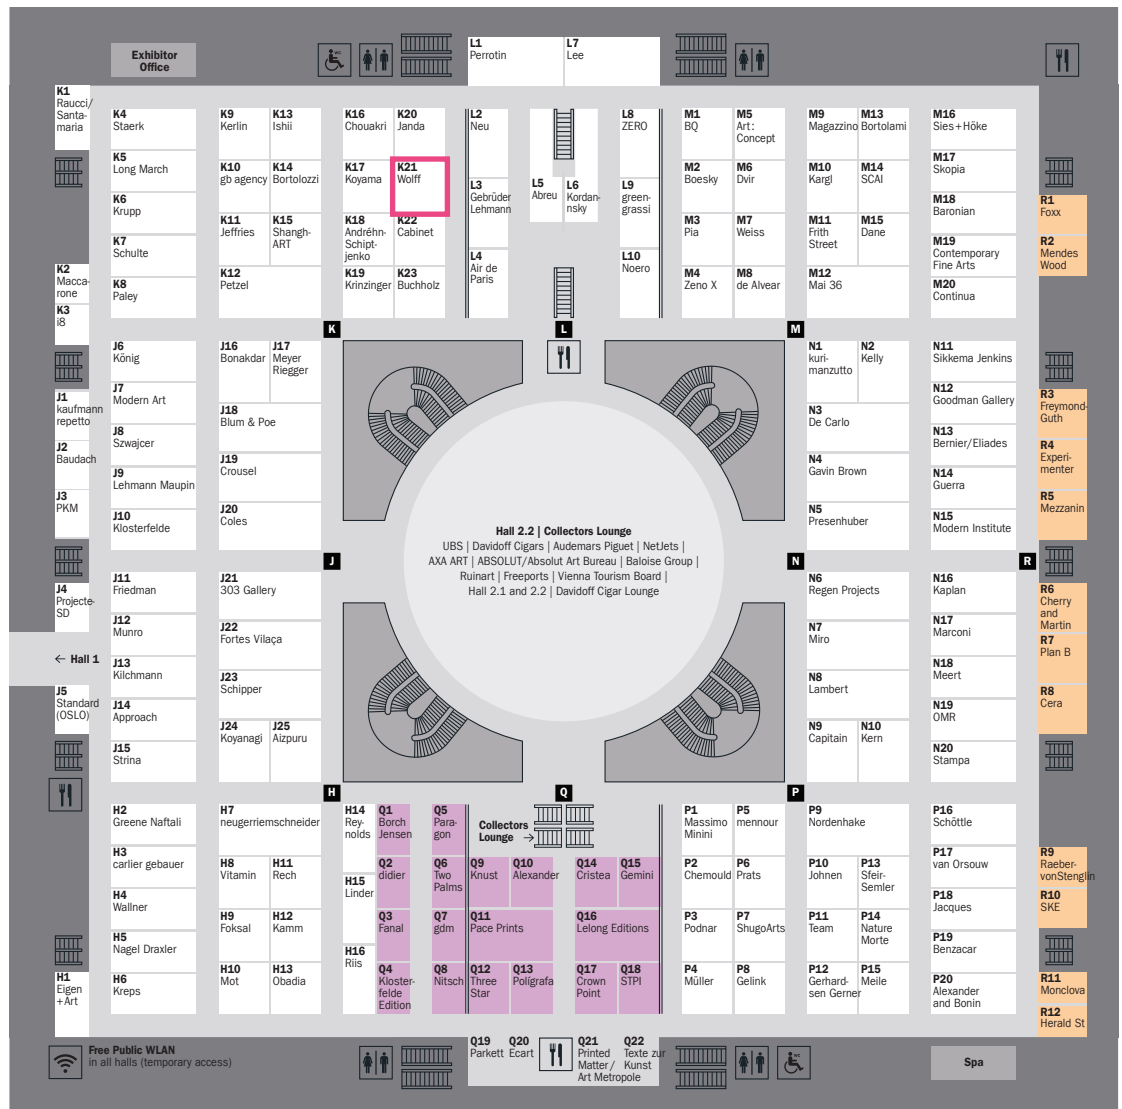 Exhibitor
Office
WC
L1
Perrotin
L7
Lee
K1
Raucci/
Santa-
maria
K4
Staerk
K5
Long March
K6
Krupp
K7
Schulte
K8
Paley
K2
Macca-
rone
K3
i8
K9
Kerlin
K13
Ishii
K10
gb agency
K14
Bortolozzi
K11
Jeffries
K15
Shangh-
ART
K12
Petzel
K16
Chouakri
K20
Janda
K17
Koyama
K21
Wolff
K18
Andréhn-
Schipt-
jenko
K22
Cabinet
K19
Krinzinger
K23
Buchholz
L2
Neu
L3
Gebrüder
Lehmann
L4
Air de
Paris
L5
Abreu
L6
Kordan-
nsky
L8
ZERO
L9
green-
grassi
L10
Noero
M1
BQ
M5
Art:
Concept
M2
Boesky
M6
Dvir
M3
Pia
M7
Weiss
M4
Zeno X
M8
de Alvear
M9
Magazzino
M13
Bortolami
M10
Kargl
M14
SCAI
M11
Frith
Street
M15
Dane
M12
Mai 36
M16
Sies+Höke
M17
Skopia
M18
Baronian
M19
Contemporary
Fine Arts
M20
Continua
R1
Foxx
R2
Mendes
Wood
K
L
M
J6
König
J7
Modern Art
J8
Szwajcer
J9
Lehmann Maupin
J10
Klosterfelde
J1
kaufmann
repetto
J2
Baudach
J3
PKM
J16
Bonakdar
J17
Meyer
Riegger
J18
Blum & Poe
J19
Crousel
J20
Coles
N1
kuri-
manzutto
N2
Kelly
N3
De Carlo
N4
Gavin Brown
N5
Presenhuber
N11
Sikkema Jenkins
N12
Goodman Gallery
N13
Bernier/Eliades
N14
Guerra
N15
Modern Institute
R3
Freymond-
Guth
R4
Experi-
menter
R5
Mezzanin
Hall 2.2 | Collectors Lounge
UBS | Davidoff Cigars | Audemars Piguet | NetJets |
AXA ART | ABSOLUT/Absolut Art Bureau | Baloise Group |
Ruinart | Freeports | Vienna Tourism Board |
Hall 2.1 and 2.2 | Davidoff Cigar Lounge
J
N
R
J4
Projecte-
SD
← Hall 1
J5
Standard
(OSLO)
J11
Friedman
J12
Munro
J13
Kilchmann
J14
Approach
J15
Strina
J21
303 Gallery
J22
Fortes Vilaça
J23
Schipper
J24
Koyanagi
J25
Aizpuru
N6
Regen Projects
N7
Miro
N8
Lambert
N9
Capitain
N10
Kern
N16
Kaplan
N17
Marconi
N18
Meert
N19
OMR
N20
Stampa
R6
Cherry
and
Martin
R7
Plan B
R8
Cera
H
Q
P
H2
Greene Naftali
H3
carlier gebauer
H4
Wallner
H5
Nagel Draxler
H6
Kreps
H1
Eigen
+Art
H7
neugerriemschneider
H8
Vitamin
H11
Rech
H9
Foksal
H12
Kamm
H10
Mot
H13
Obadia
H14
Rey-
nolds
H15
Linder
H16
Riis
Q1
Borch
Jensen
Q2
didier
Q3
Fanal
Q4
Kloster-
felde
Edition
Q5
Para-
gon
Q6
Two
Palms
Q7
gdm
Q8
Nitsch
Collectors
Lounge →
Q9
Knust
Q10
Alexander
Q11
Pace Prints
Q12
Three
Star
Q13
Polígrafa
Q14
Cristea
Q15
Gemini
Q16
Lelong Editions
Q17
Crown
Point
Q18
STPI
P1
Massimo
Minini
P5
mennour
P2
Chemould
P6
Prats
P3
Podnar
P7
ShugoArts
P4
Müller
P8
Gelink
P9
Nordenhake
P10
Johnen
P13
Sfeir-
Semler
P11
Team
P14
Nature
Morte
P12
Gerhard-
sen Gerner
P15
Meile
P16
Schöttle
P17
van Orsouw
P18
Jacques
P19
Benzacar
P20
Alexander
and Bonin
R9
Raeber-
vonStenglin
R10
SKE
R11
Monclova
R12
Herald St
Free Public WLAN
in all halls (temporary access)
Q19
Parkett
Q20
Ecart
Q21
Printed
Matter/
Art Metropole
Q22
Texte zur
Kunst
WC
Spa